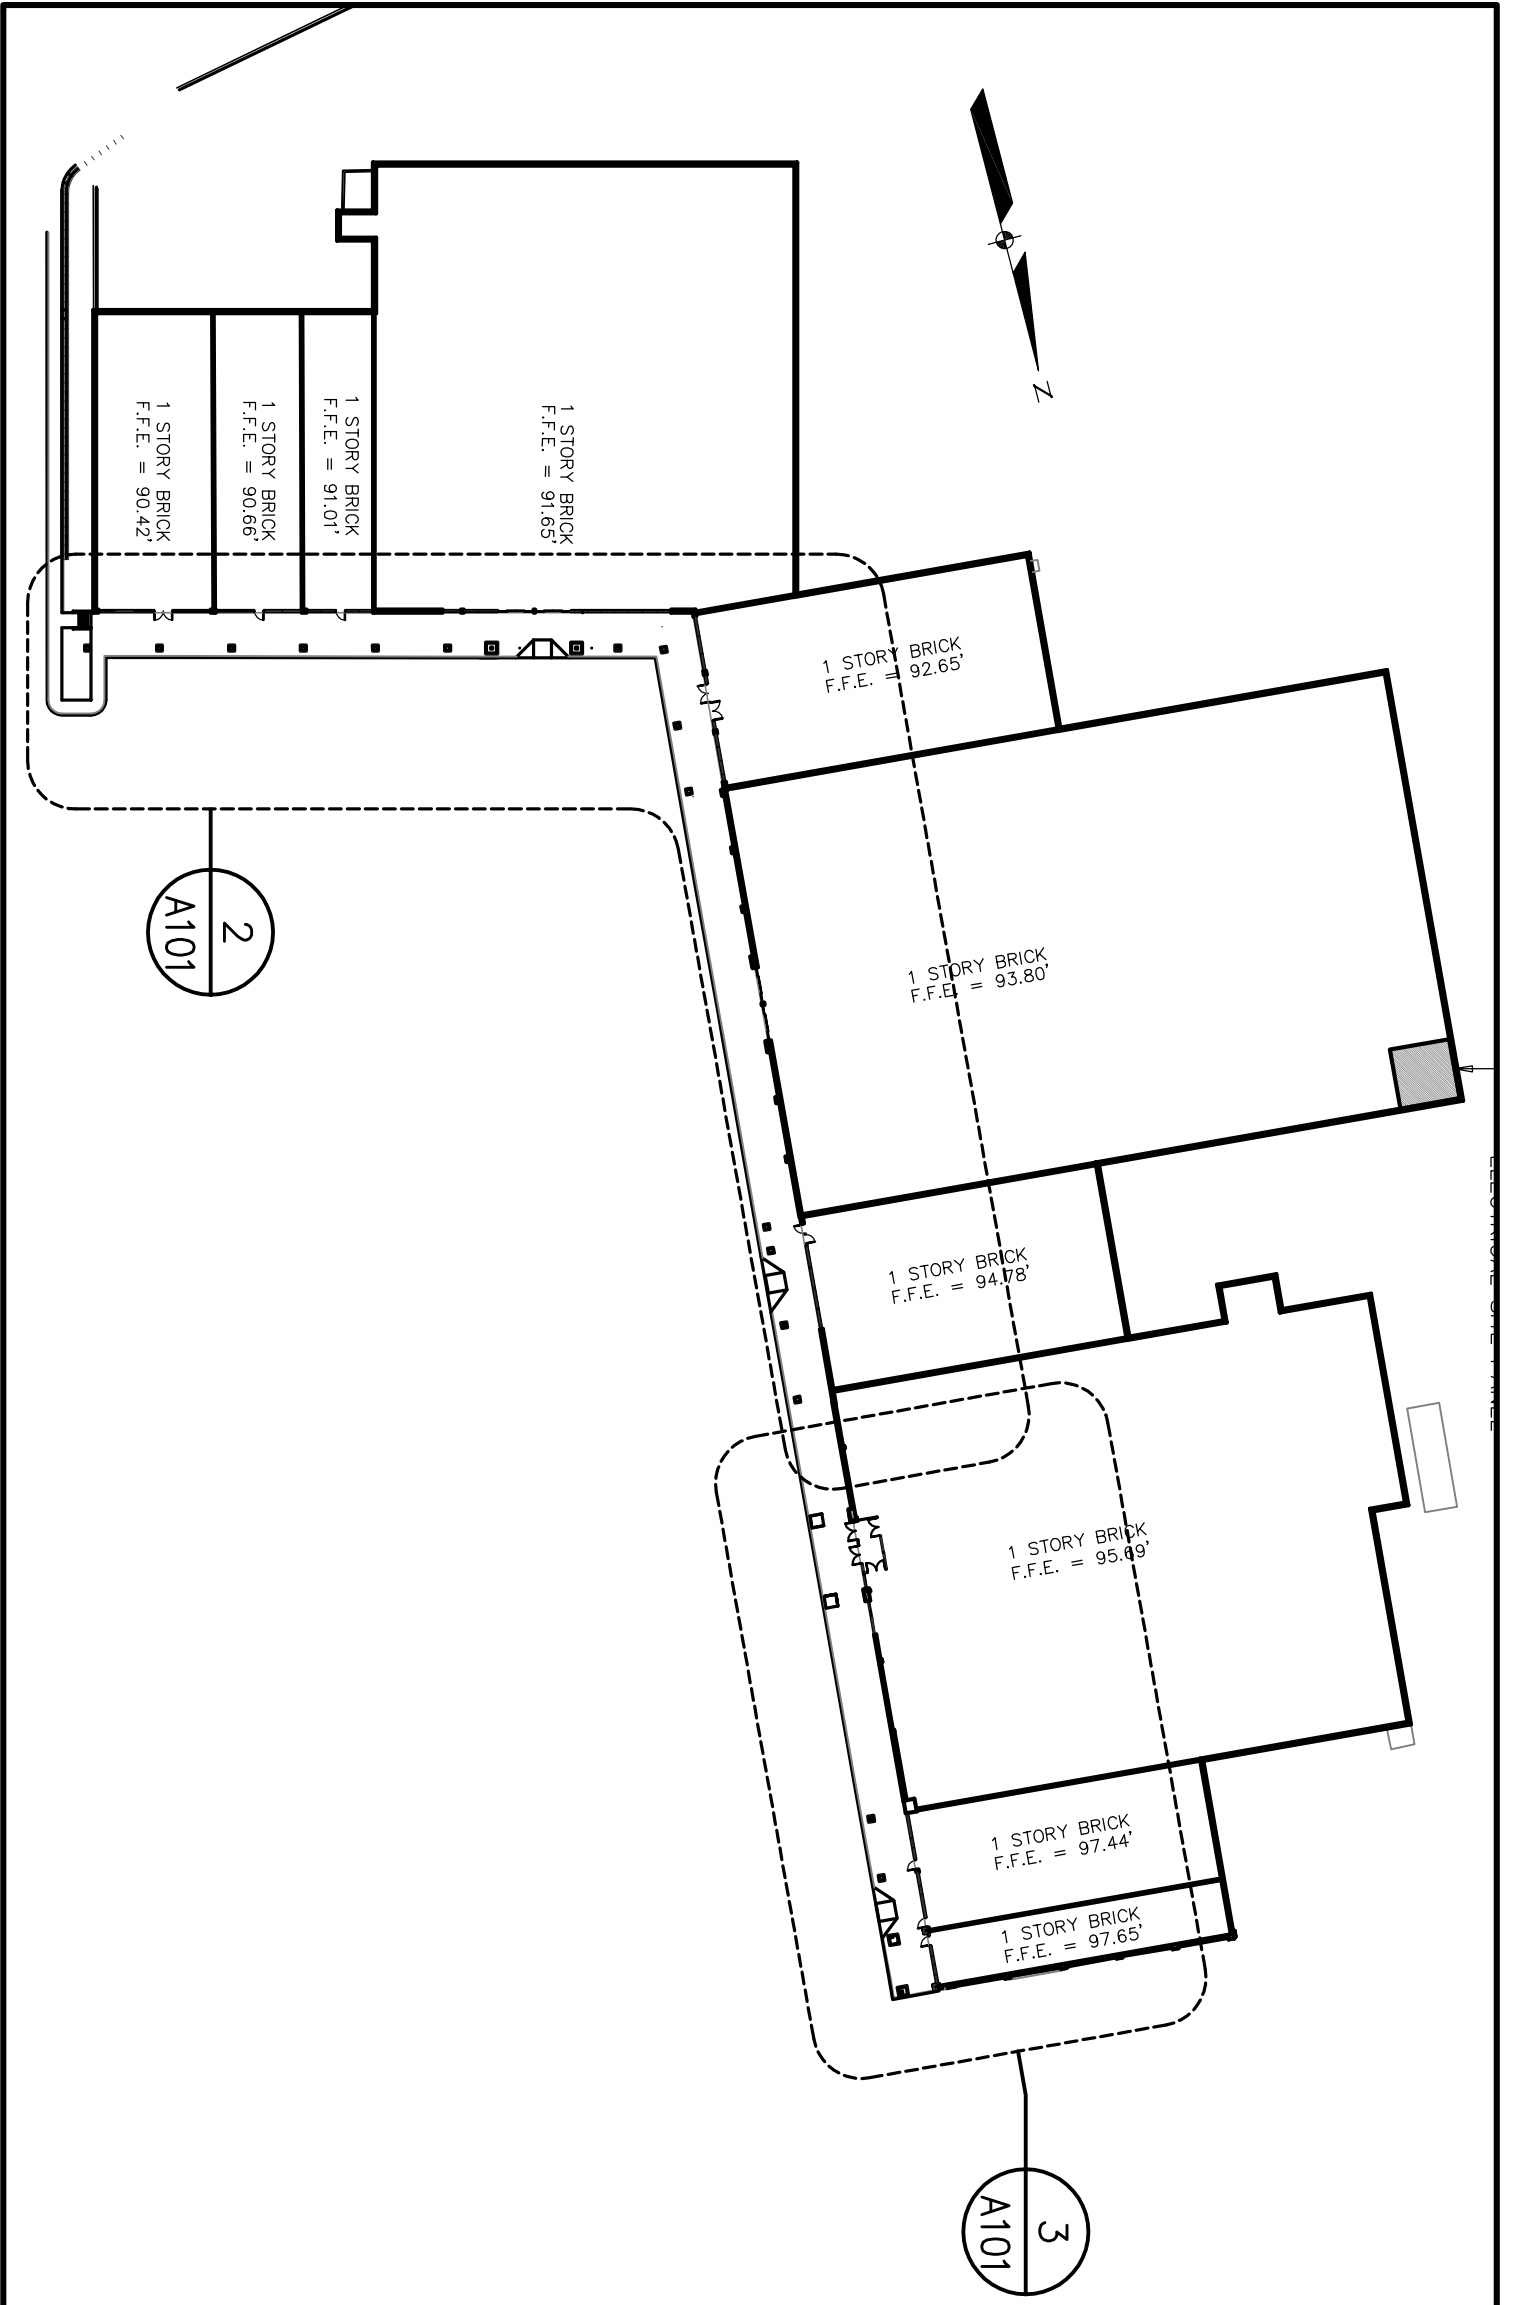 N
1 STORY BRICK
F.F.E. = 90.42'
1 STORY BRICK
F.F.E. = 90.66'
1 STORY BRICK
F.F.E. = 91.01'
1 STORY BRICK
F.F.E. = 91.65'
1 STORY BRICK
F.F.E. = 92.65'
2
A101
1 STORY BRICK
F.F.E. = 93.80'
1 STORY BRICK
F.F.E. = 94.78'
1 STORY BRICK
F.F.E. = 95.69'
1 STORY BRICK
F.F.E. = 97.44'
1 STORY BRICK
F.F.E. = 97.65'
3
A101